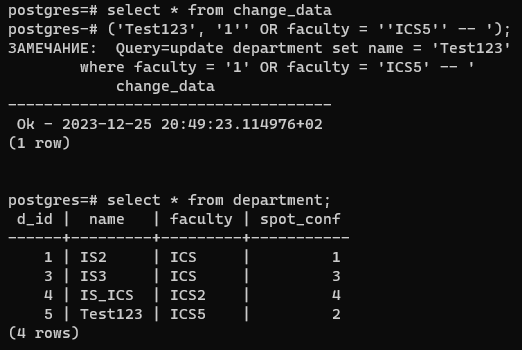 postgres=# select * from change_data
postgres-# ('Test123', '1'' OR faculty = ''ICS5'' -- ');
ЗАМЕЧАНИЕ:  Query=update department set name = 'Test123'
        where faculty = '1' OR faculty = 'ICS5' -- '
            change_data
------------------------------------
 Ok - 2023-12-25 20:49:23.114976+02
(1 row)
postgres=# select * from department;
 d_id |  name   | faculty | spot_conf
------+---------+---------+-----------
    1 | IS2     | ICS     |         1
    3 | IS3     | ICS     |         3
    4 | IS_ICS  | ICS2    |         4
    5 | Test123 | ICS5    |         2
(4 rows)